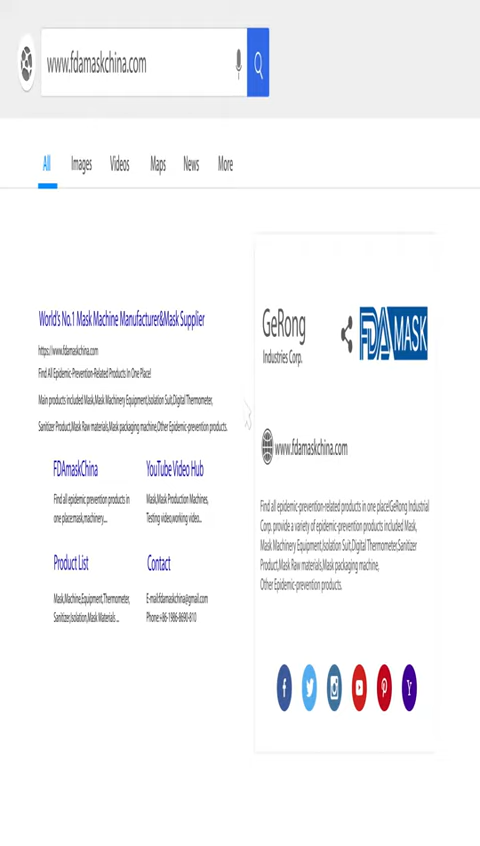 www.fdamaskchina.com
All Images Videos Maps News More
World's No.1 Mask Machine Manufacturer&Mask Supplier
https://www.fdamaskchina.com
Find All Epidemic-Prevention-Related Products In One Place!
Main products included Mask,Mask Machinery Equipment,Isolation Suit,Digital Thermometer,
Sanitizer Product,Mask Raw materials,Mask packaging machine,Other Epidemic-prevention products.
FDAmaskChina
Find all epidemic prevention products in
one place:mask,machinery...
YouTube Video Hub
Mask,Mask Production Machines,
Testing video,working video...
Product List
Mask,Machine,Equipment,Thermometer,
Sanitizer,Isolation,Mask Materials ...
Contact
E-mail:fdamaskchina@gmail.com
Phone:+86-1986-8690-810
GeRong
Industries Corp.
FDA MASK
www.fdamaskchina.com
Find all epidemic-prevention-related products in one place!GeRong Industrial
Corp. provide a variety of epidemic-prevention products included Mask,
Mask Machinery Equipment,Isolation Suit,Digital Thermometer,Sanitizer
Product,Mask Raw materials,Mask packaging machine,
Other Epidemic-prevention products.